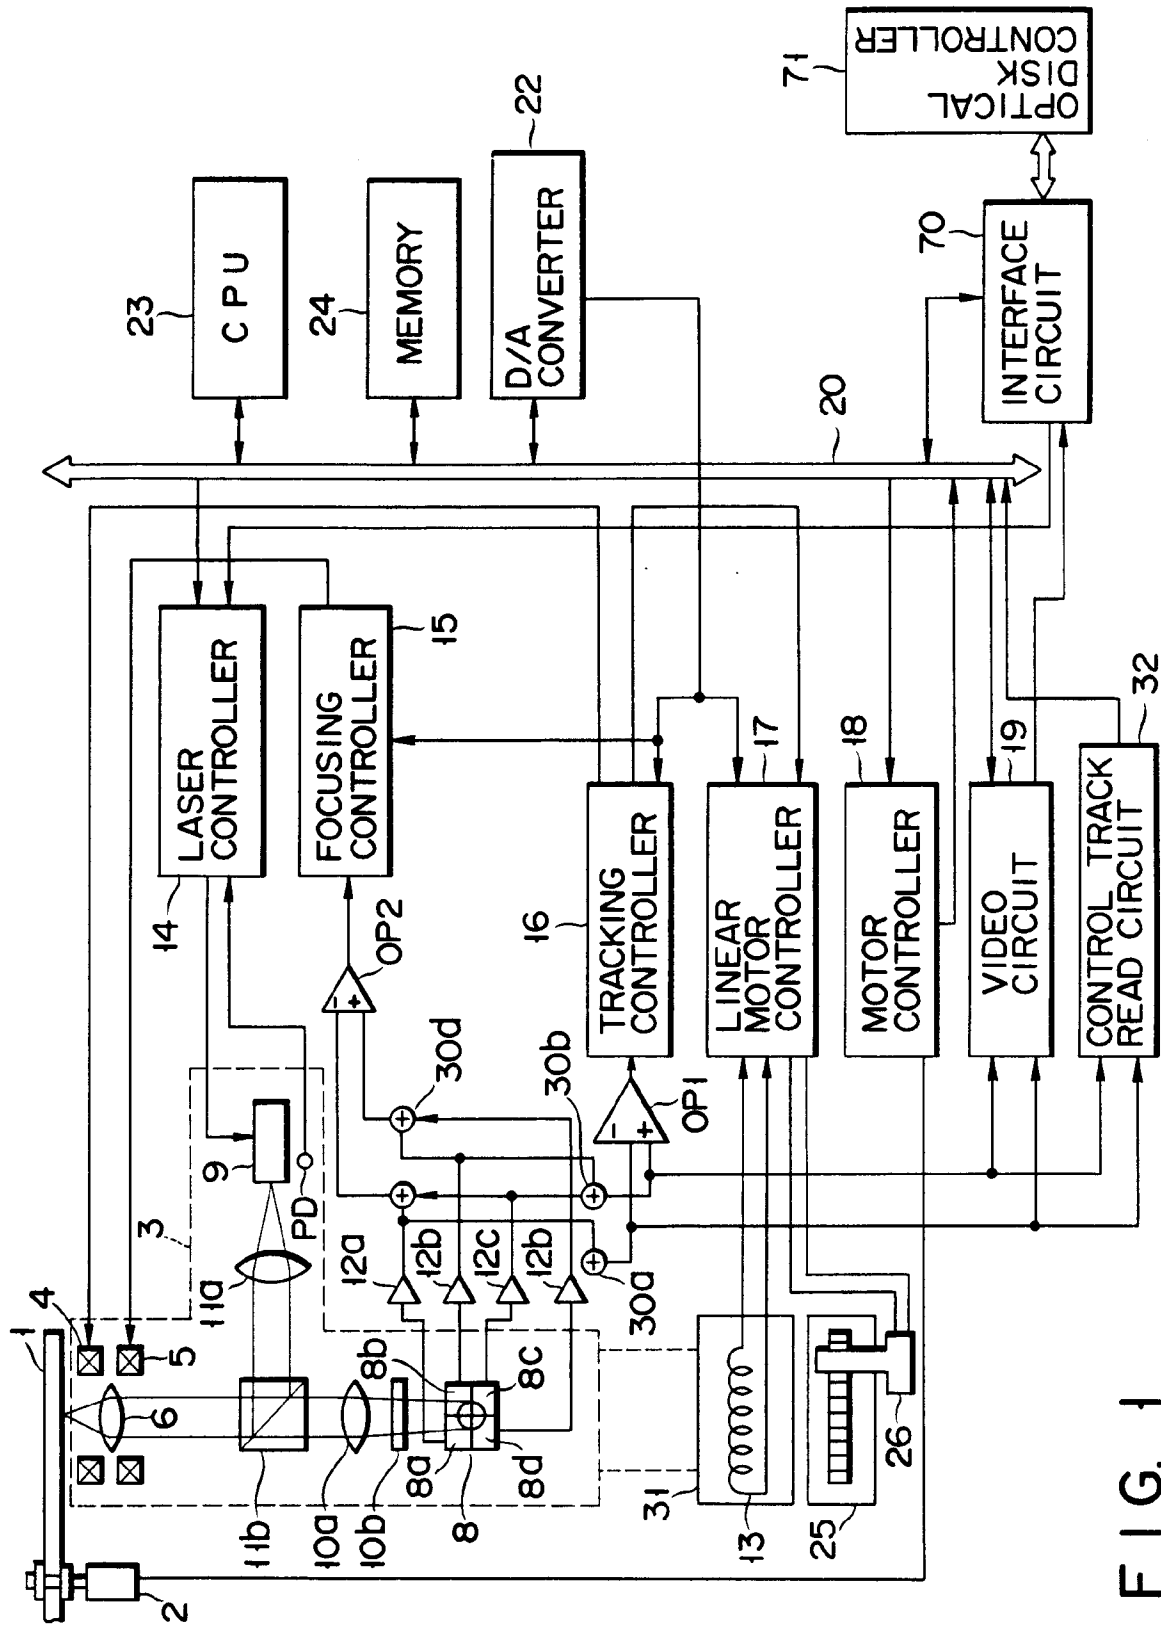 1
2
3
4
5
6
11b
11a
9
PD
10a
10b
8a
8b
8c
8d
8
12a
12b
12c
12b
30a
30b
30d
OP2
OP1
-
+
-
+
31
13
25
26
14
LASER
CONTROLLER
FOCUSING
CONTROLLER
15
16
TRACKING
CONTROLLER
LINEAR
MOTOR
CONTROLLER
17
MOTOR
CONTROLLER
18
VIDEO
CIRCUIT
19
CONTROL TRACK
READ CIRCUIT
32
20
23
CPU
24
MEMORY
D/A
CONVERTER
22
70
INTERFACE
CIRCUIT
71
OPTICAL
DISK
CONTROLLER
FIG. 1